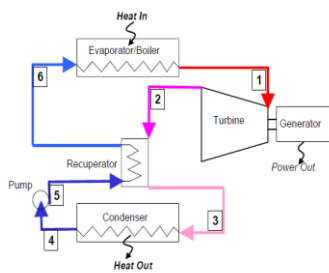 Heat In
Evaporator/Boiler
6
1
2
Turbine
Generator
Recuperator
Power Out
Pump
5
Condenser
3
4
Heat Out